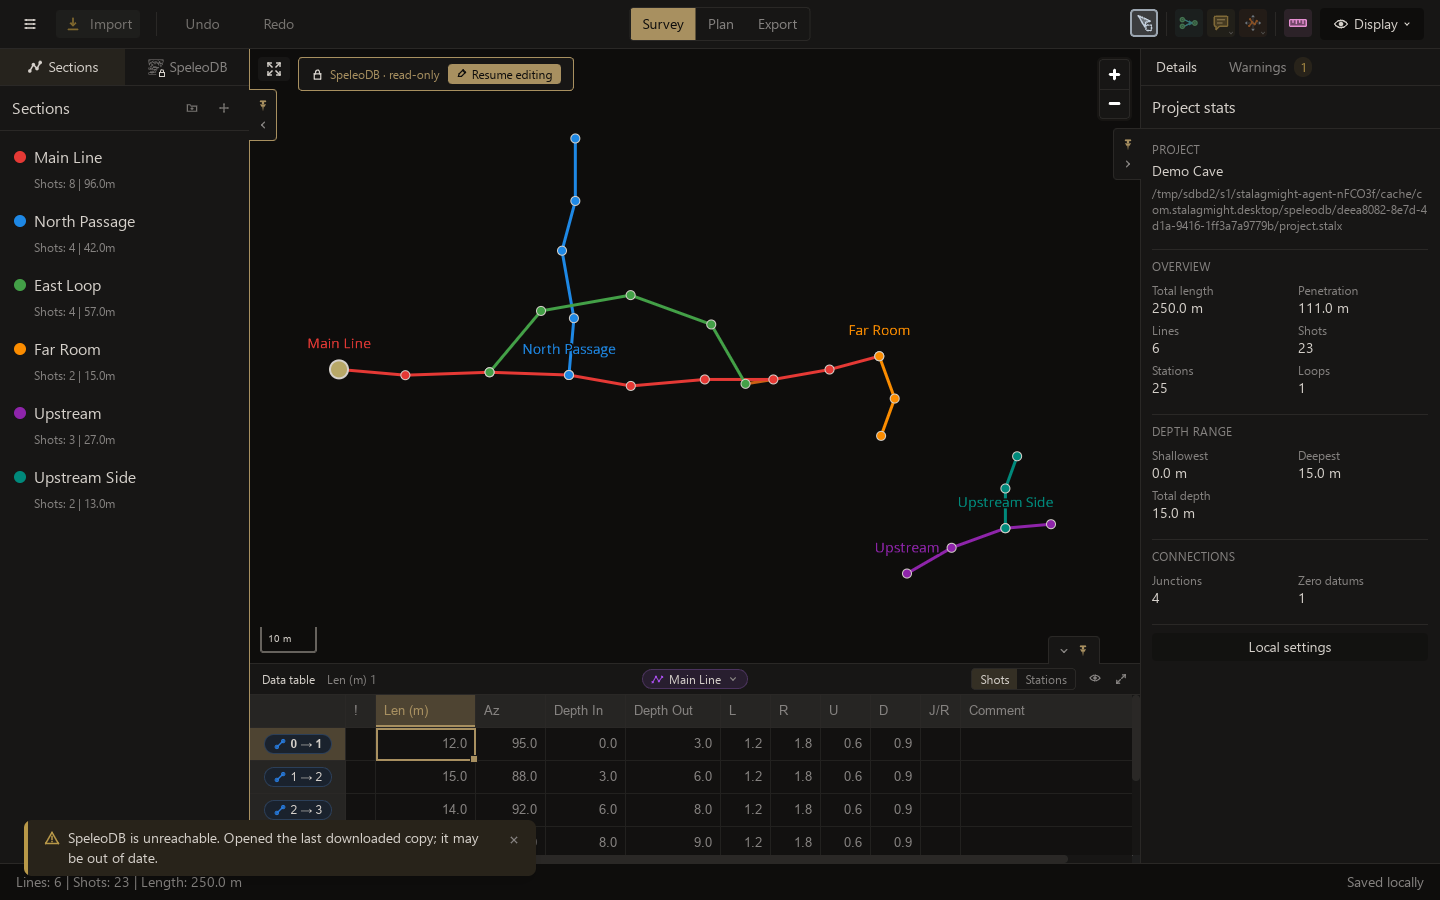 Import
Undo
Redo
Survey
Plan
Export
Display
Sections
SpeleoDB
SpeleoDB · read-only
Resume editing
Details
Warnings
1
Sections
Main Line
Shots: 8 | 96.0m
North Passage
Shots: 4 | 42.0m
East Loop
Shots: 4 | 57.0m
Far Room
Shots: 2 | 15.0m
Upstream
Shots: 3 | 27.0m
Upstream Side
Shots: 2 | 13.0m
Main Line
North Passage
Far Room
Upstream Side
Upstream
10 m
Project stats
PROJECT
Demo Cave
/tmp/sdbd2/s1/stalagmight-agent-nFCO3f/cache/c
om.stalagmight.desktop/speleodb/deea8082-8e7d-4
d1a-9416-1ff3a7a9779b/project.stalx
OVERVIEW
Total length
Penetration
250.0 m
111.0 m
Lines
Shots
6
23
Stations
Loops
25
1
DEPTH RANGE
Shallowest
Deepest
0.0 m
15.0 m
Total depth
15.0 m
CONNECTIONS
Junctions
Zero datums
4
1
Local settings
Data table
Len (m) 1
Main Line
Shots
Stations
! Len (m) Az Depth In Depth Out L R U D J/R Comment
0→1 12.0 95.0 0.0 3.0 1.2 1.8 0.6 0.9
1→2 15.0 88.0 3.0 6.0 1.2 1.8 0.6 0.9
2→3 14.0 92.0 6.0 8.0 1.2 1.8 0.6 0.9
8.0 9.0 1.2 1.8 0.6 0.9
SpeleoDB is unreachable. Opened the last downloaded copy; it may
be out of date.
Lines: 6 | Shots: 23 | Length: 250.0 m
Saved locally